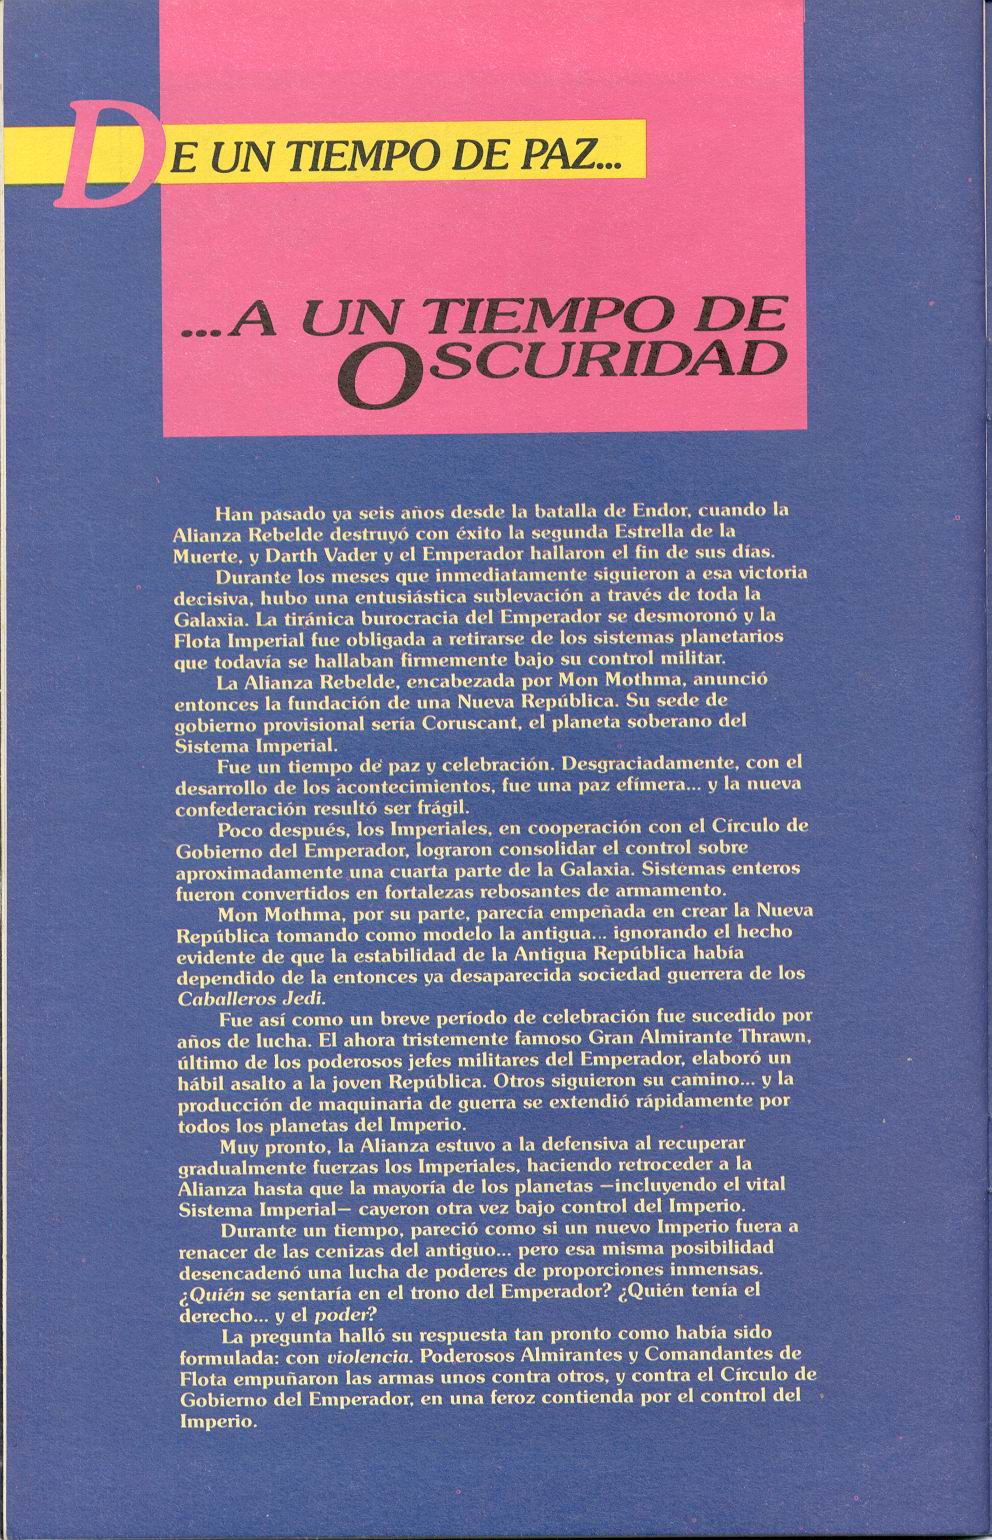 DE UN TIEMPO DE PAZ...
...A UN TIEMPO DE
OSCURIDAD
Han pasado ya seis años desde la batalla de Endor, cuando la
Alianza Rebelde destruyó con éxito la segunda Estrella de la
Muerte, y Darth Vader y el Emperador hallaron el fin de sus días.
Durante los meses que inmediatamente siguieron a esa victoria
decisiva, hubo una entusiástica sublevación a través de toda la
Galaxia. La tiránica burocracia del Emperador se desmoronó y la
Flota Imperial fue obligada a retirarse de los sistemas planetarios
que todavía se hallaban firmemente bajo su control militar.
La Alianza Rebelde, encabezada por Mon Mothma, anunció
entonces la fundación de una Nueva República. Su sede de
gobierno provisional sería Coruscant, el planeta soberano del
Sistema Imperial.
Fue un tiempo de paz y celebración. Desgraciadamente, con el
desarrollo de los acontecimientos, fue una paz efímera... y la nueva
confederación resultó ser frágil.
Poco después, los Imperiales, en cooperación con el Círculo de
Gobierno del Emperador, lograron consolidar el control sobre
aproximadamente una cuarta parte de la Galaxia. Sistemas enteros
fueron convertidos en fortalezas rebosantes de armamento.
Mon Mothma, por su parte, parecía empeñada en crear la Nueva
República tomando como modelo la antigua... ignorando el hecho
evidente de que la estabilidad de la Antigua República había
dependido de la entonces ya desaparecida sociedad guerrera de los
Caballeros Jedi.
Fue así como un breve período de celebración fue sucedido por
años de lucha. El ahora tristemente famoso Gran Almirante Thrawn,
último de los poderosos jefes militares del Emperador, elaboró un
hábil asalto a la joven República. Otros siguieron su camino... y la
producción de maquinaria de guerra se extendió rápidamente por
todos los planetas del Imperio.
Muy pronto, la Alianza estuvo a la defensiva al recuperar
gradualmente fuerzas los Imperiales, haciendo retroceder a la
Alianza hasta que la mayoría de los planetas —incluyendo el vital
Sistema Imperial— cayeron otra vez bajo control del Imperio.
Durante un tiempo, pareció como si un nuevo Imperio fuera a
renacer de las cenizas del antiguo... pero esa misma posibilidad
desencadenó una lucha de poderes de proporciones inmensas.
¿Quién se sentaría en el trono del Emperador? ¿Quién tenía el
derecho... y el poder?
La pregunta halló su respuesta tan pronto como había sido
formulada: con violencia. Poderosos Almirantes y Comandantes de
Flota empuñaron las armas unos contra otros, y contra el Círculo de
Gobierno del Emperador, en una feroz contienda por el control del
Imperio.